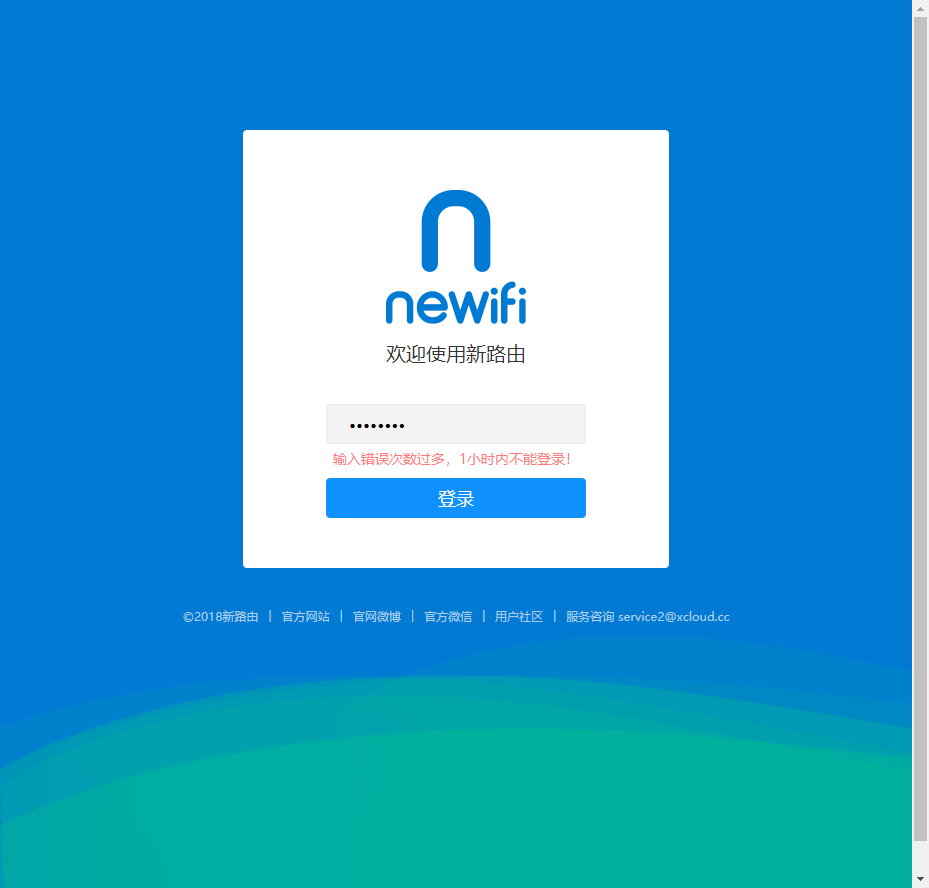 newifi
欢迎使用新路由
••••••••
输入错误次数过多，1小时内不能登录！
登录
©2018新路由 | 官方网站 | 官网微博 | 官方微信 | 用户社区 | 服务咨询 service2@xcloud.cc